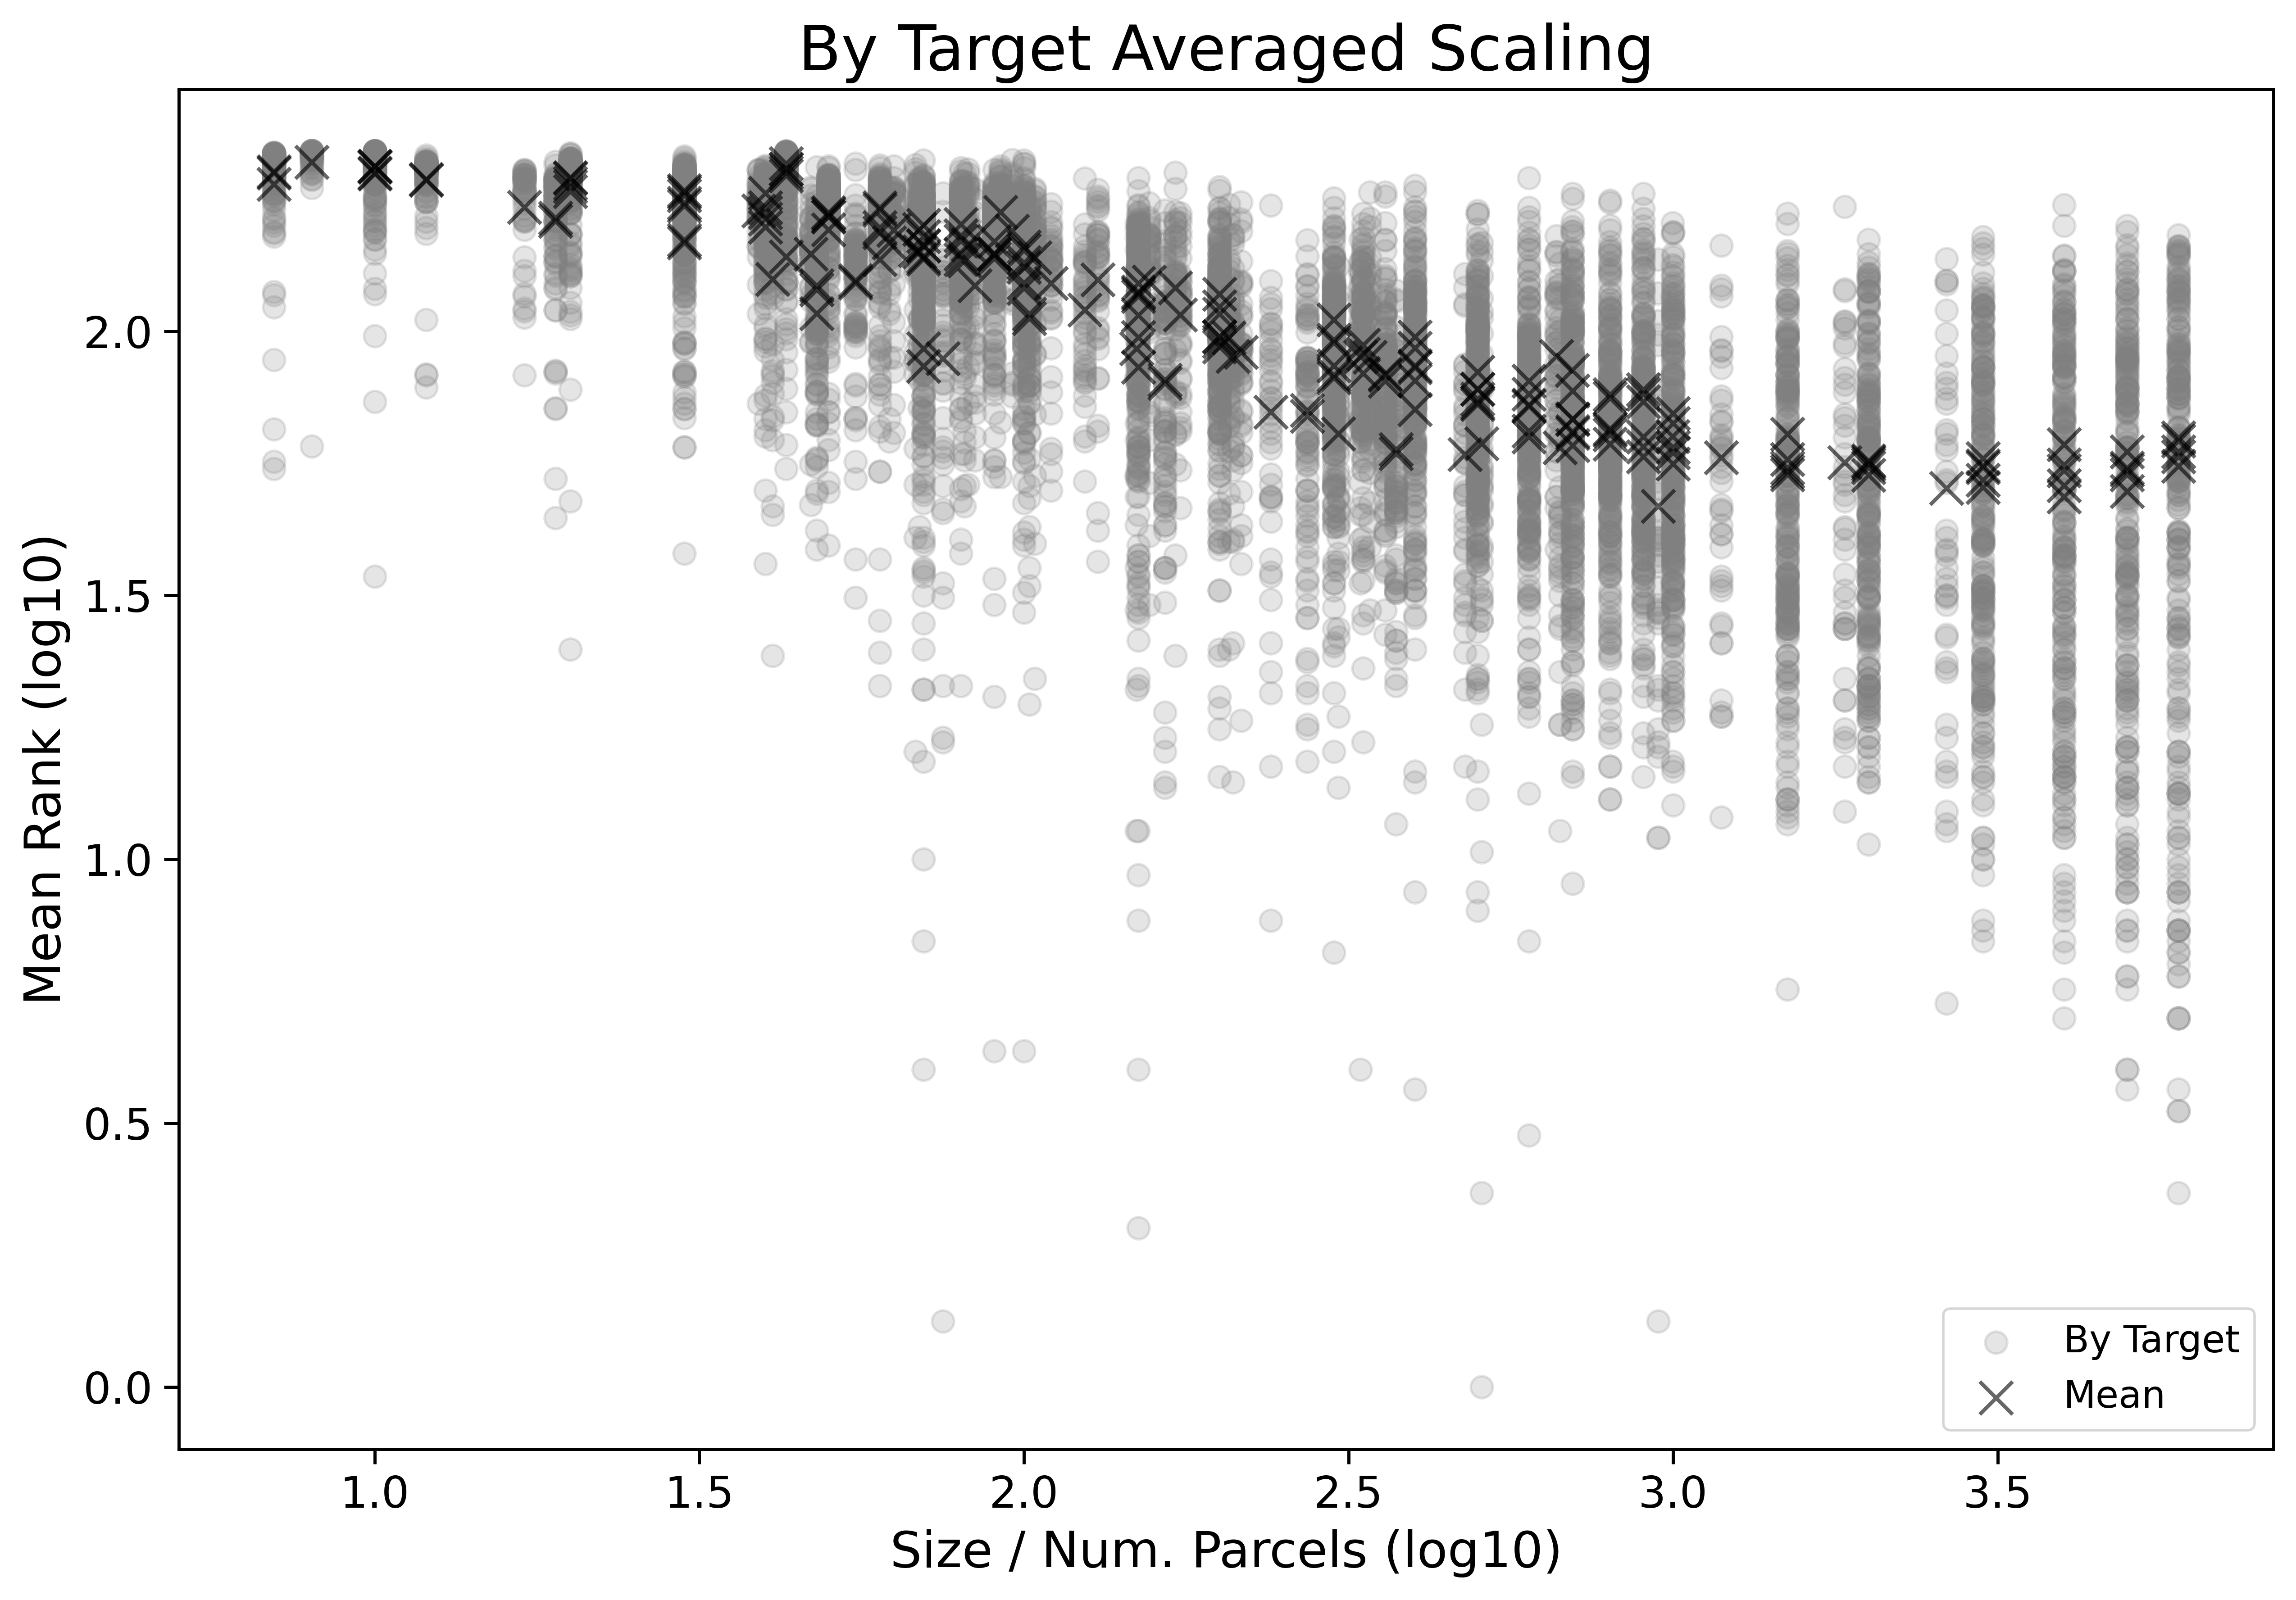 By Target Averaged Scaling
Mean Rank (log10)
2.0
1.5
1.0
0.5
0.0
By Target
Mean
1.0 1.5 2.0 2.5 3.0 3.5
Size / Num. Parcels (log10)